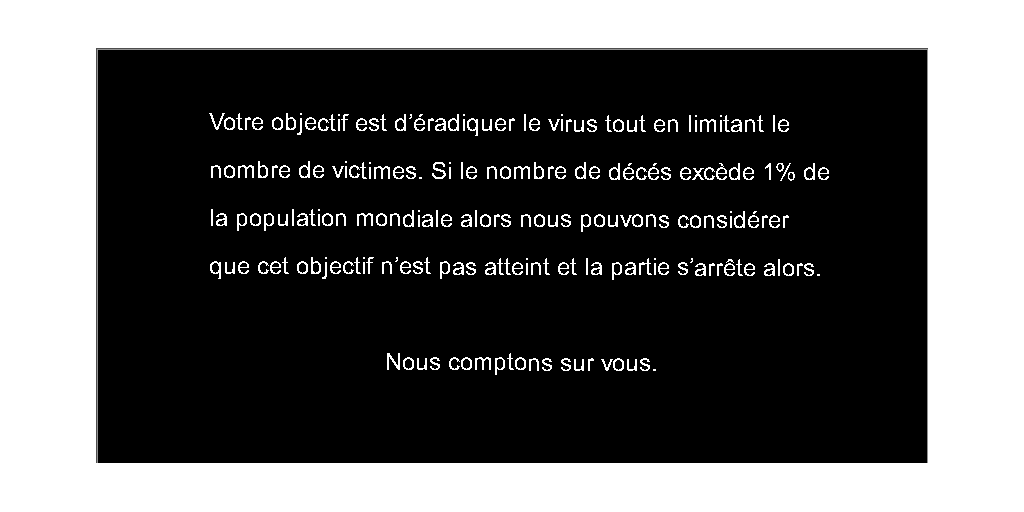 Votre objectif est d’éradiquer le virus tout en limitant le
nombre de victimes. Si le nombre de décés excède 1% de
la population mondiale alors nous pouvons considérer
que cet objectif n’est pas atteint et la partie s’arrête alors.
Nous comptons sur vous.